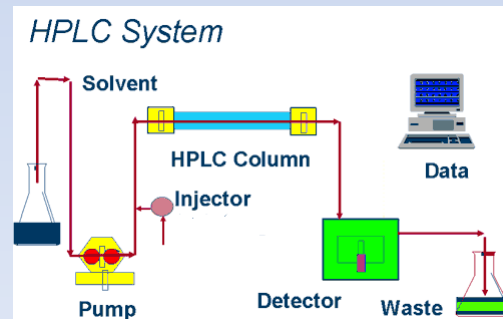 HPLC System
Solvent
HPLC Column
Data
Injector
Pump
Detector
Waste